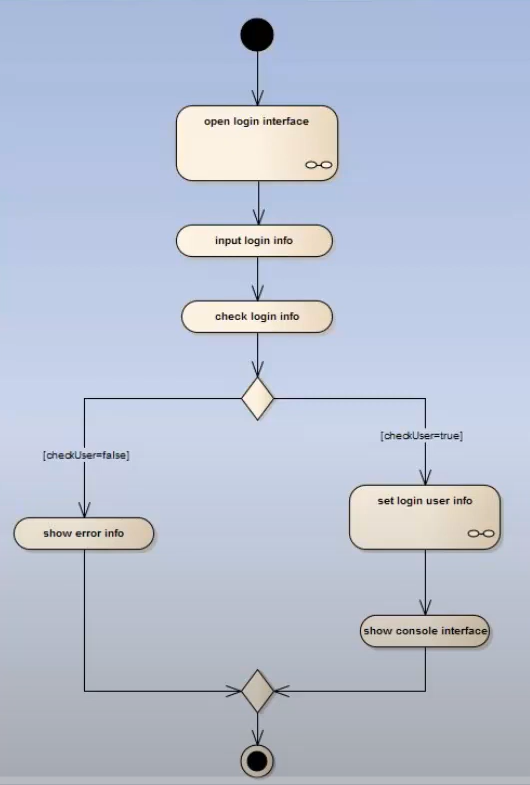 open login interface
input login info
check login info
[checkUser=false]
[checkUser=true]
set login user info
show error info
show console interface